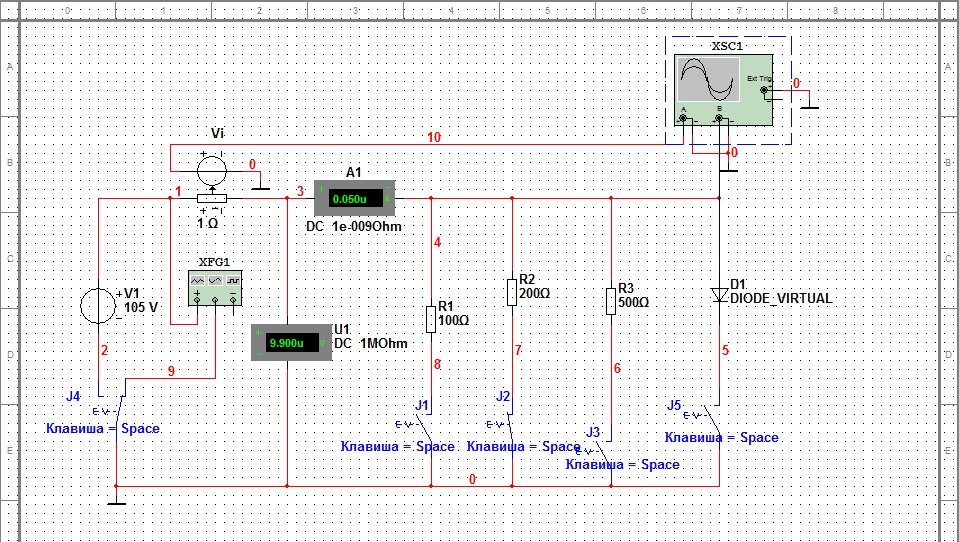 0 1 2 3 4 5 6 7 8
A A
XSC1
Ext Trig
+
0
A B
+ - + -
Vi
10
B B
+ -
0
0
A1
1
3
+ 0.050u A
+ -
1 Ω
DC 1e-009Ohm
4
C C
XFG1
R2
200Ω
R3
500Ω
D1
DIODE_VIRTUAL
V1
105 V
+
-
R1
100Ω
+ 9.900u V
-
U1
DC 1MOhm
2
7
5
D D
9
8
6
J4
J1
J2
J5
Клавиша = Space
Клавиша = Space
Клавиша = Space
J3
Клавиша = Space
Клавиша = Space
E E
0